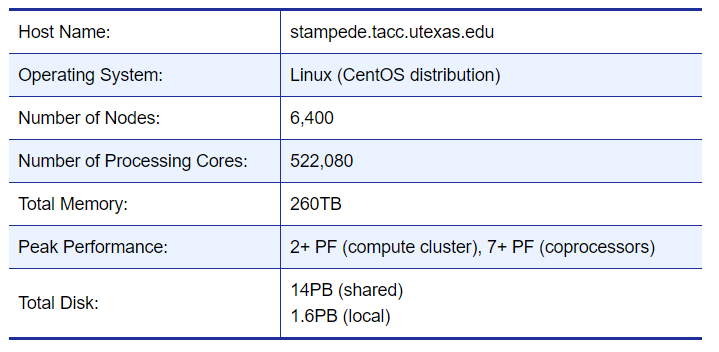 Host Name: stampede.tacc.utexas.edu
Operating System: Linux (CentOS distribution)
Number of Nodes: 6,400
Number of Processing Cores: 522,080
Total Memory: 260TB
Peak Performance: 2+ PF (compute cluster), 7+ PF (coprocessors)
Total Disk: 14PB (shared)
1.6PB (local)